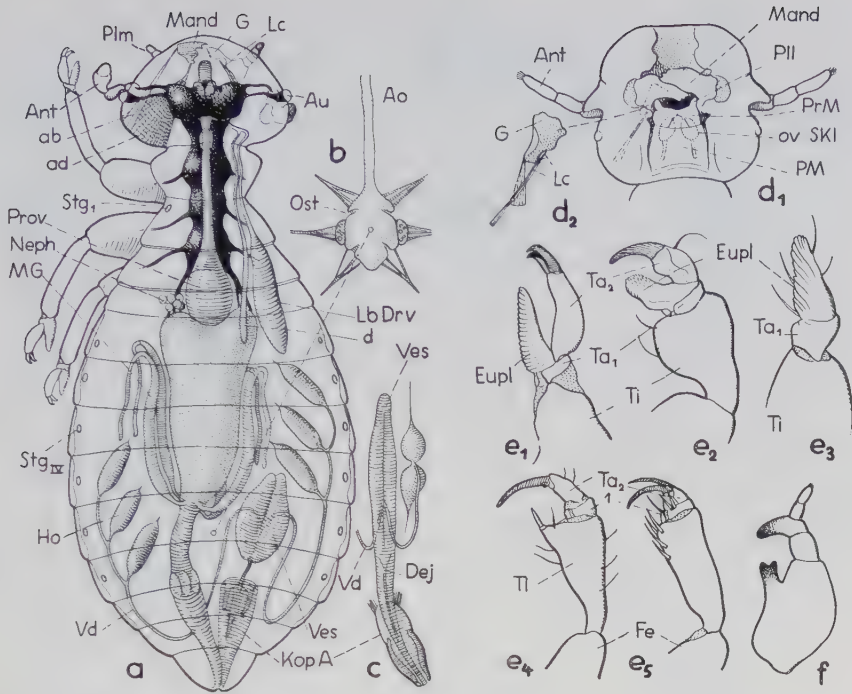 Mand G Lc
Plm
Ant
ab
ad
Au
Stg1
Prov
Neph
MG
Lb Drv
d
StgIV
Ho
Vd
Ves
Kop A
a
b
Ao
Ost
Ves
Vd
Dej
c
Mand
Ant
Pll
PrM
G
ov SKl
Lc
PM
d1
d2
Ta2
Eupl
Ta1
Eupl
Ta1
Ti
Ti
e1
e2
e3
Ta2
1
TI
Fe
e4
e5
f